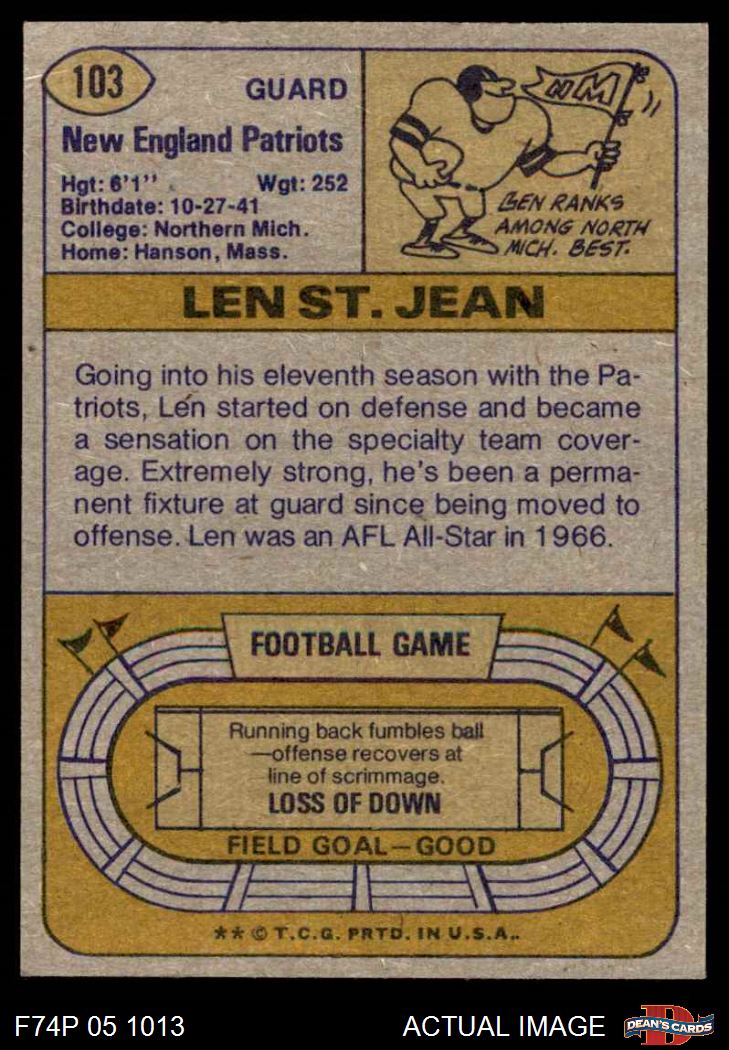 103
GUARD
New England Patriots
Hgt: 6'1" Wgt: 252
Birthdate: 10-27-41
College: Northern Mich.
Home: Hanson, Mass.
NM
LEN RANKS
AMONG NORTH
MICH. BEST.
LEN ST. JEAN
Going into his eleventh season with the Pa-
triots, Len started on defense and became
a sensation on the specialty team cover-
age. Extremely strong, he's been a perma-
nent fixture at guard since being moved to
offense. Len was an AFL All-Star in 1966.
FOOTBALL GAME
Running back fumbles ball
—offense recovers at
line of scrimmage.
LOSS OF DOWN
FIELD GOAL—GOOD
** © T.C.G. PRTD. IN U.S.A.
F74P 05 1013
ACTUAL IMAGE
D
DEAN'S CARDS